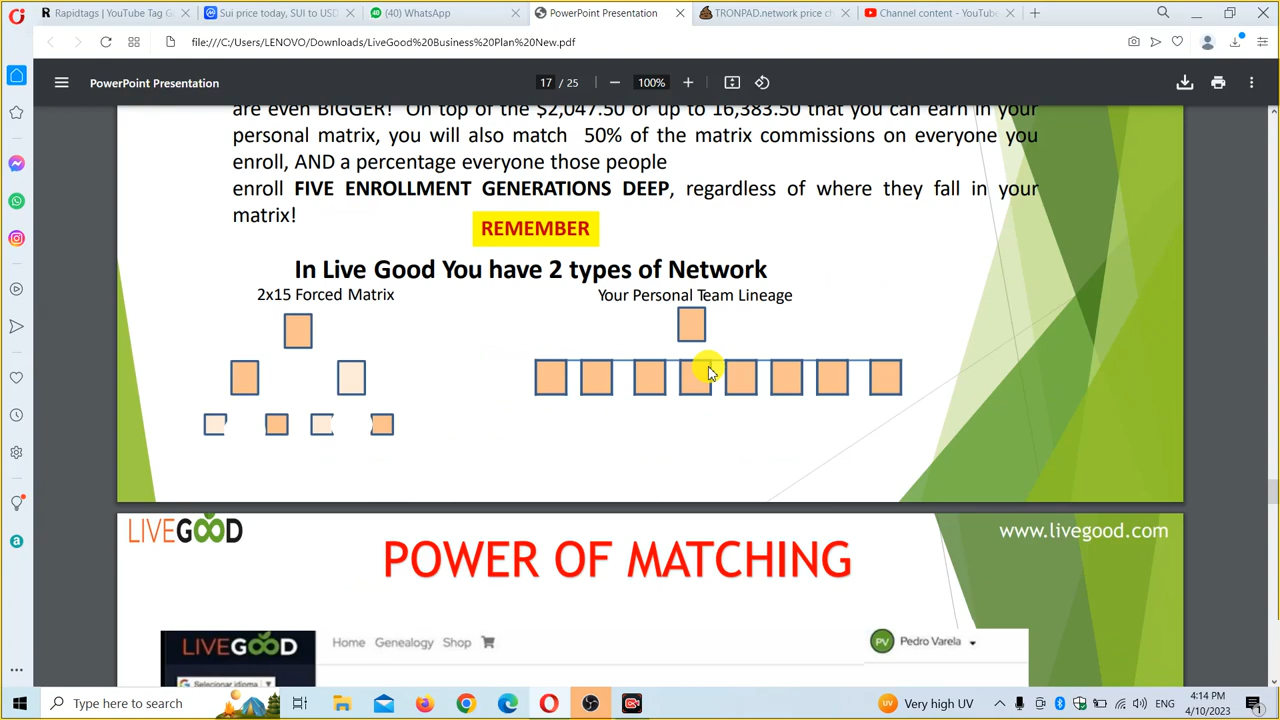 Rapidtags | YouTube Tag G
Sui price today, SUI to USD
(40) WhatsApp
PowerPoint Presentation
TRONPAD.network price c
Channel content - YouTube
file:///C:/Users/LENOVO/Downloads/LiveGood%20Business%20Plan%20New.pdf
PowerPoint Presentation
17 / 25
100%
are even BIGGER! On top of the $2,047.50 or up to 16,383.50 that you can earn in your
personal matrix, you will also match 50% of the matrix commissions on everyone you
enroll, AND a percentage everyone those people
enroll FIVE ENROLLMENT GENERATIONS DEEP, regardless of where they fall in your
matrix!
REMEMBER
In Live Good You have 2 types of Network
2x15 Forced Matrix
Your Personal Team Lineage
LIVEGOOD
www.livegood.com
POWER OF MATCHING
LIVEGOOD
Home Genealogy Shop
PV Pedro Varela
Selecionar idioma
Type here to search
Very high UV
ENG
4:14 PM
4/10/2023